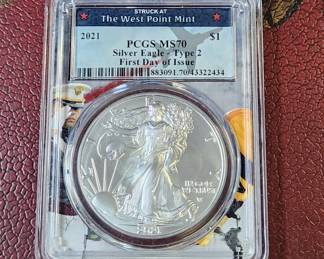 STRUCK AT
The West Point Mint
2021 $1
PCGS MS70
Silver Eagle - Type 2
First Day of Issue
883091.70/43322434